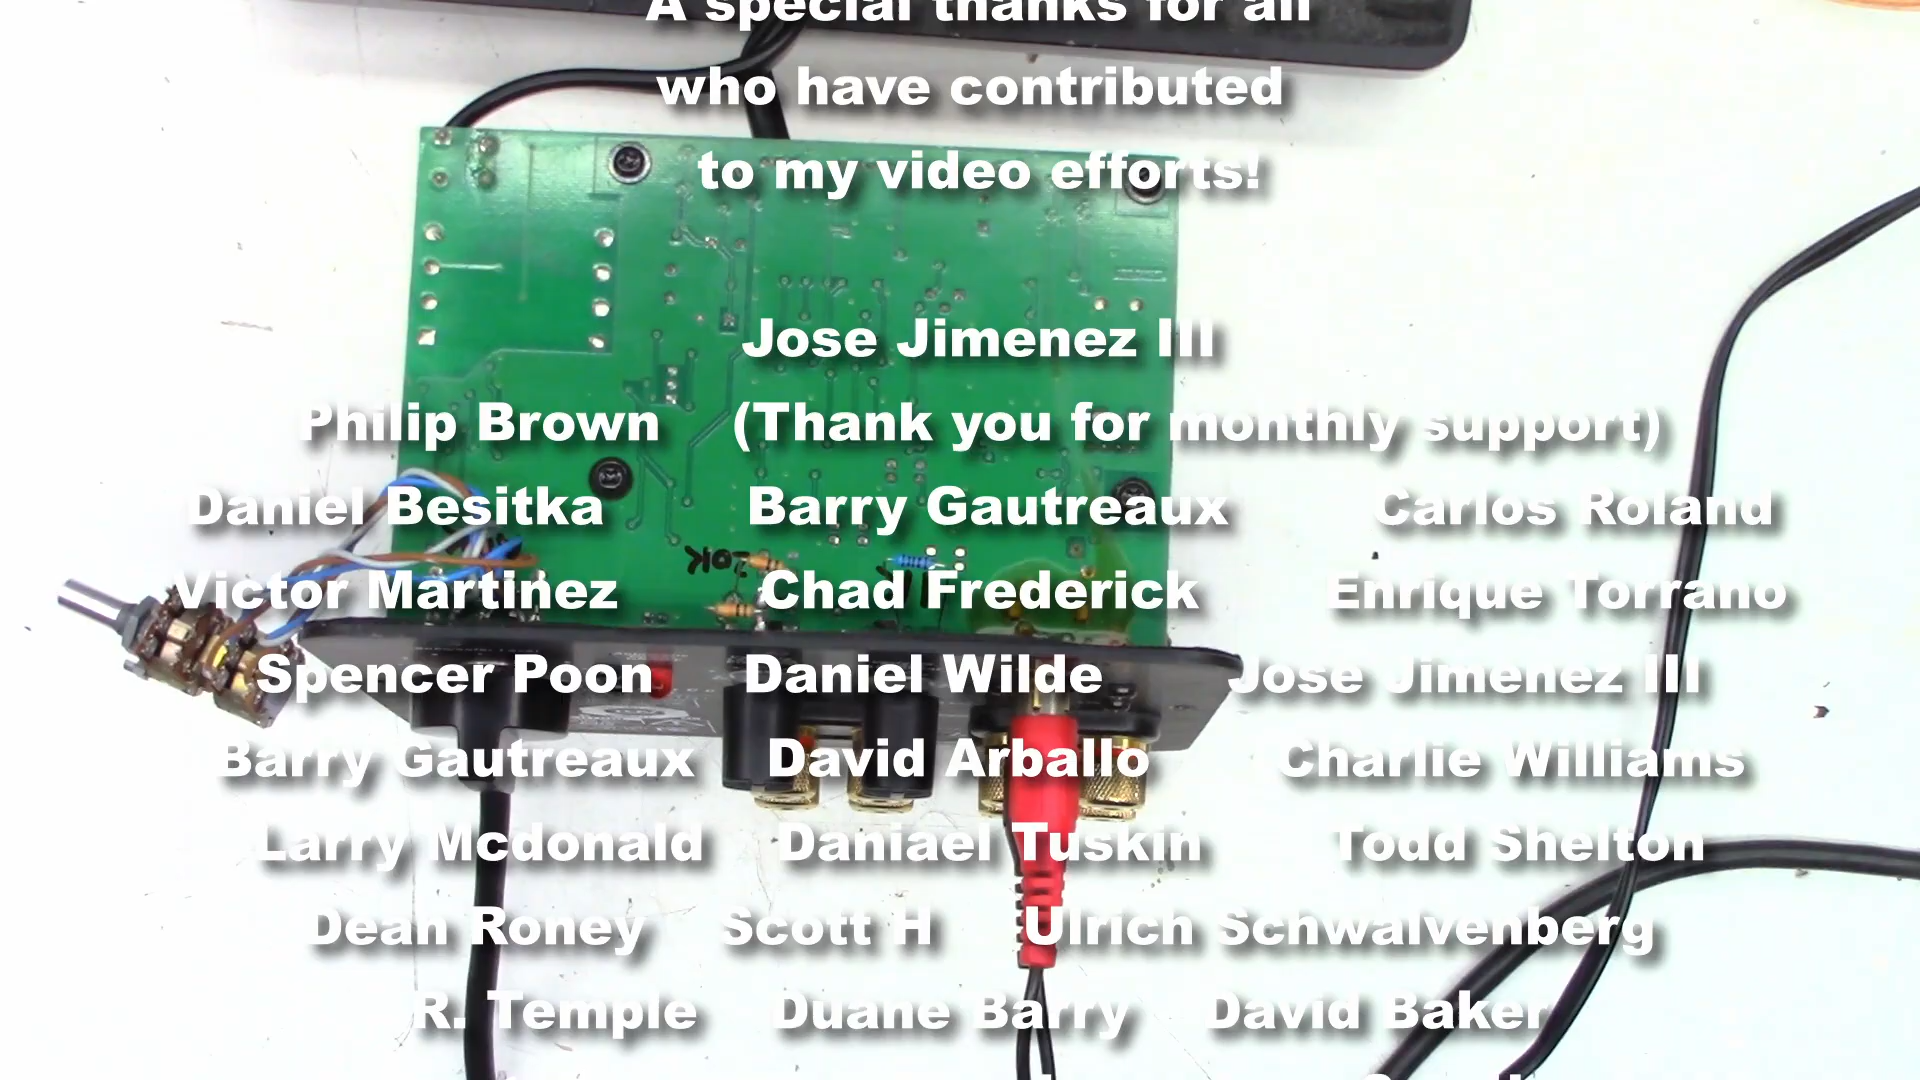 A special thanks for all
who have contributed
to my video efforts!
Jose Jimenez III
Philip Brown (Thank you for monthly support)
Daniel Besitka Barry Gautreaux Carlos Roland
Victor Martinez Chad Frederick Enrique Torrano
Spencer Poon Daniel Wilde Jose Jimenez III
Barry Gautreaux David Arballo Charlie Williams
Larry Mcdonald Daniael Tuskin Todd Shelton
Dean Roney Scott H Ulrich Schwalvenberg
R. Temple Duane Barry David Baker